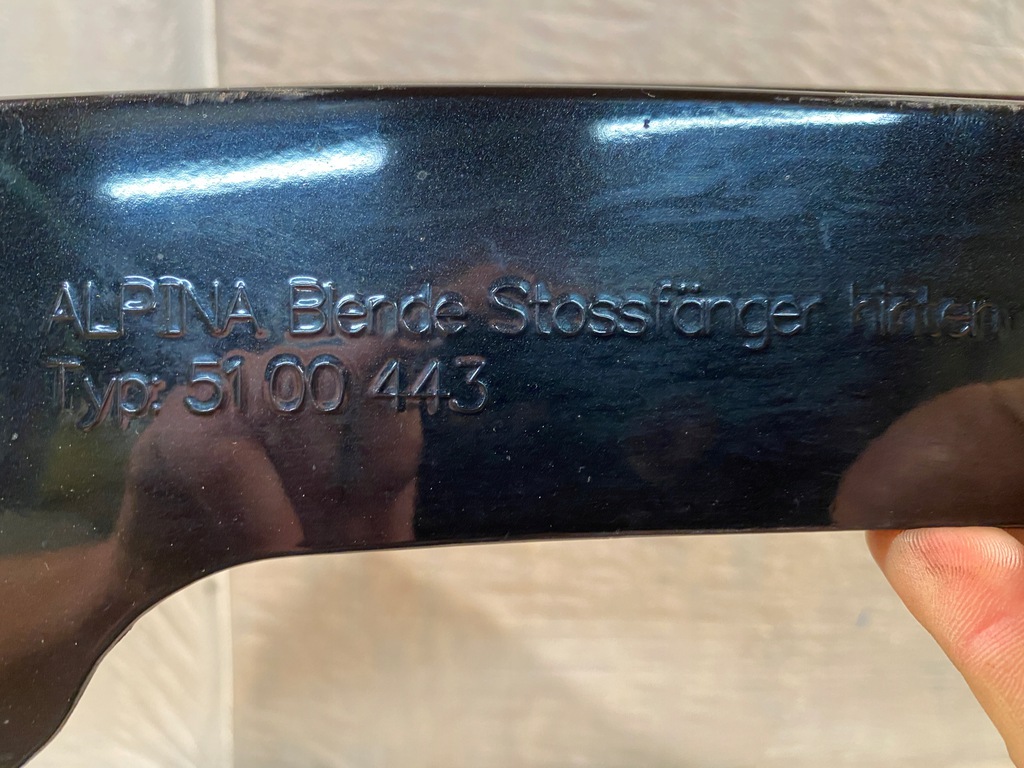 ALPINA Blende Stossfänger hinten
Typ: 51 00 443